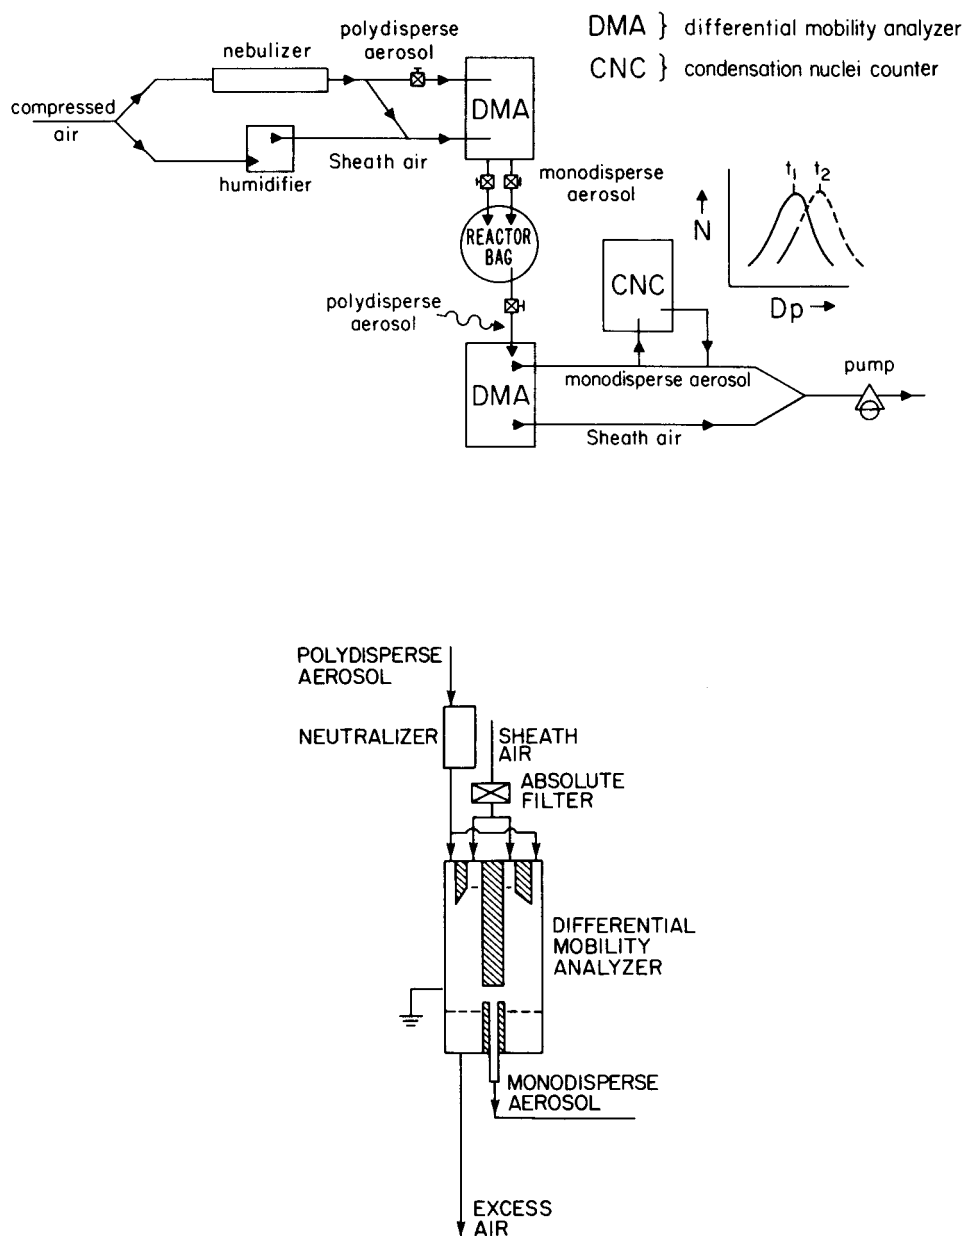 DMA } differential mobility analyzer
CNC } condensation nuclei counter
polydisperse
aerosol
nebulizer
compressed
air
DMA
Sheath air
humidifier
monodisperse
aerosol
REACTOR
BAG
t1
t2
N
Dp
CNC
polydisperse
aerosol
DMA
monodisperse aerosol
pump
Sheath air
POLYDISPERSE
AEROSOL
NEUTRALIZER
SHEATH
AIR
ABSOLUTE
FILTER
DIFFERENTIAL
MOBILITY
ANALYZER
MONODISPERSE
AEROSOL
EXCESS
AIR